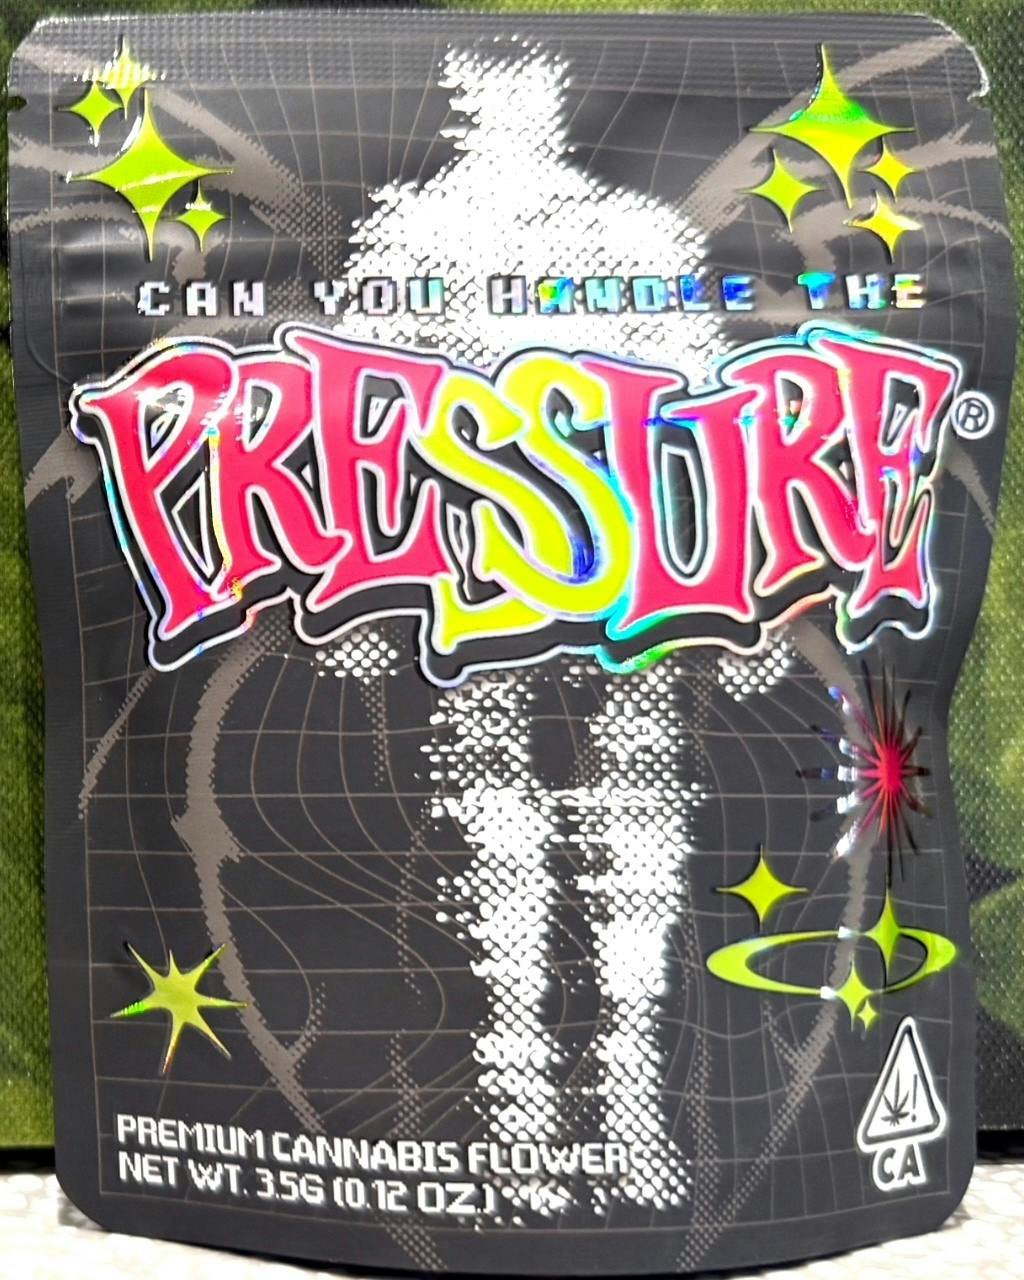 CAN YOU HANDLE THE
PRESSURE®
PREMIUM CANNABIS FLOWER
NET WT. 3.5G (0.12 OZ.)
!
CA